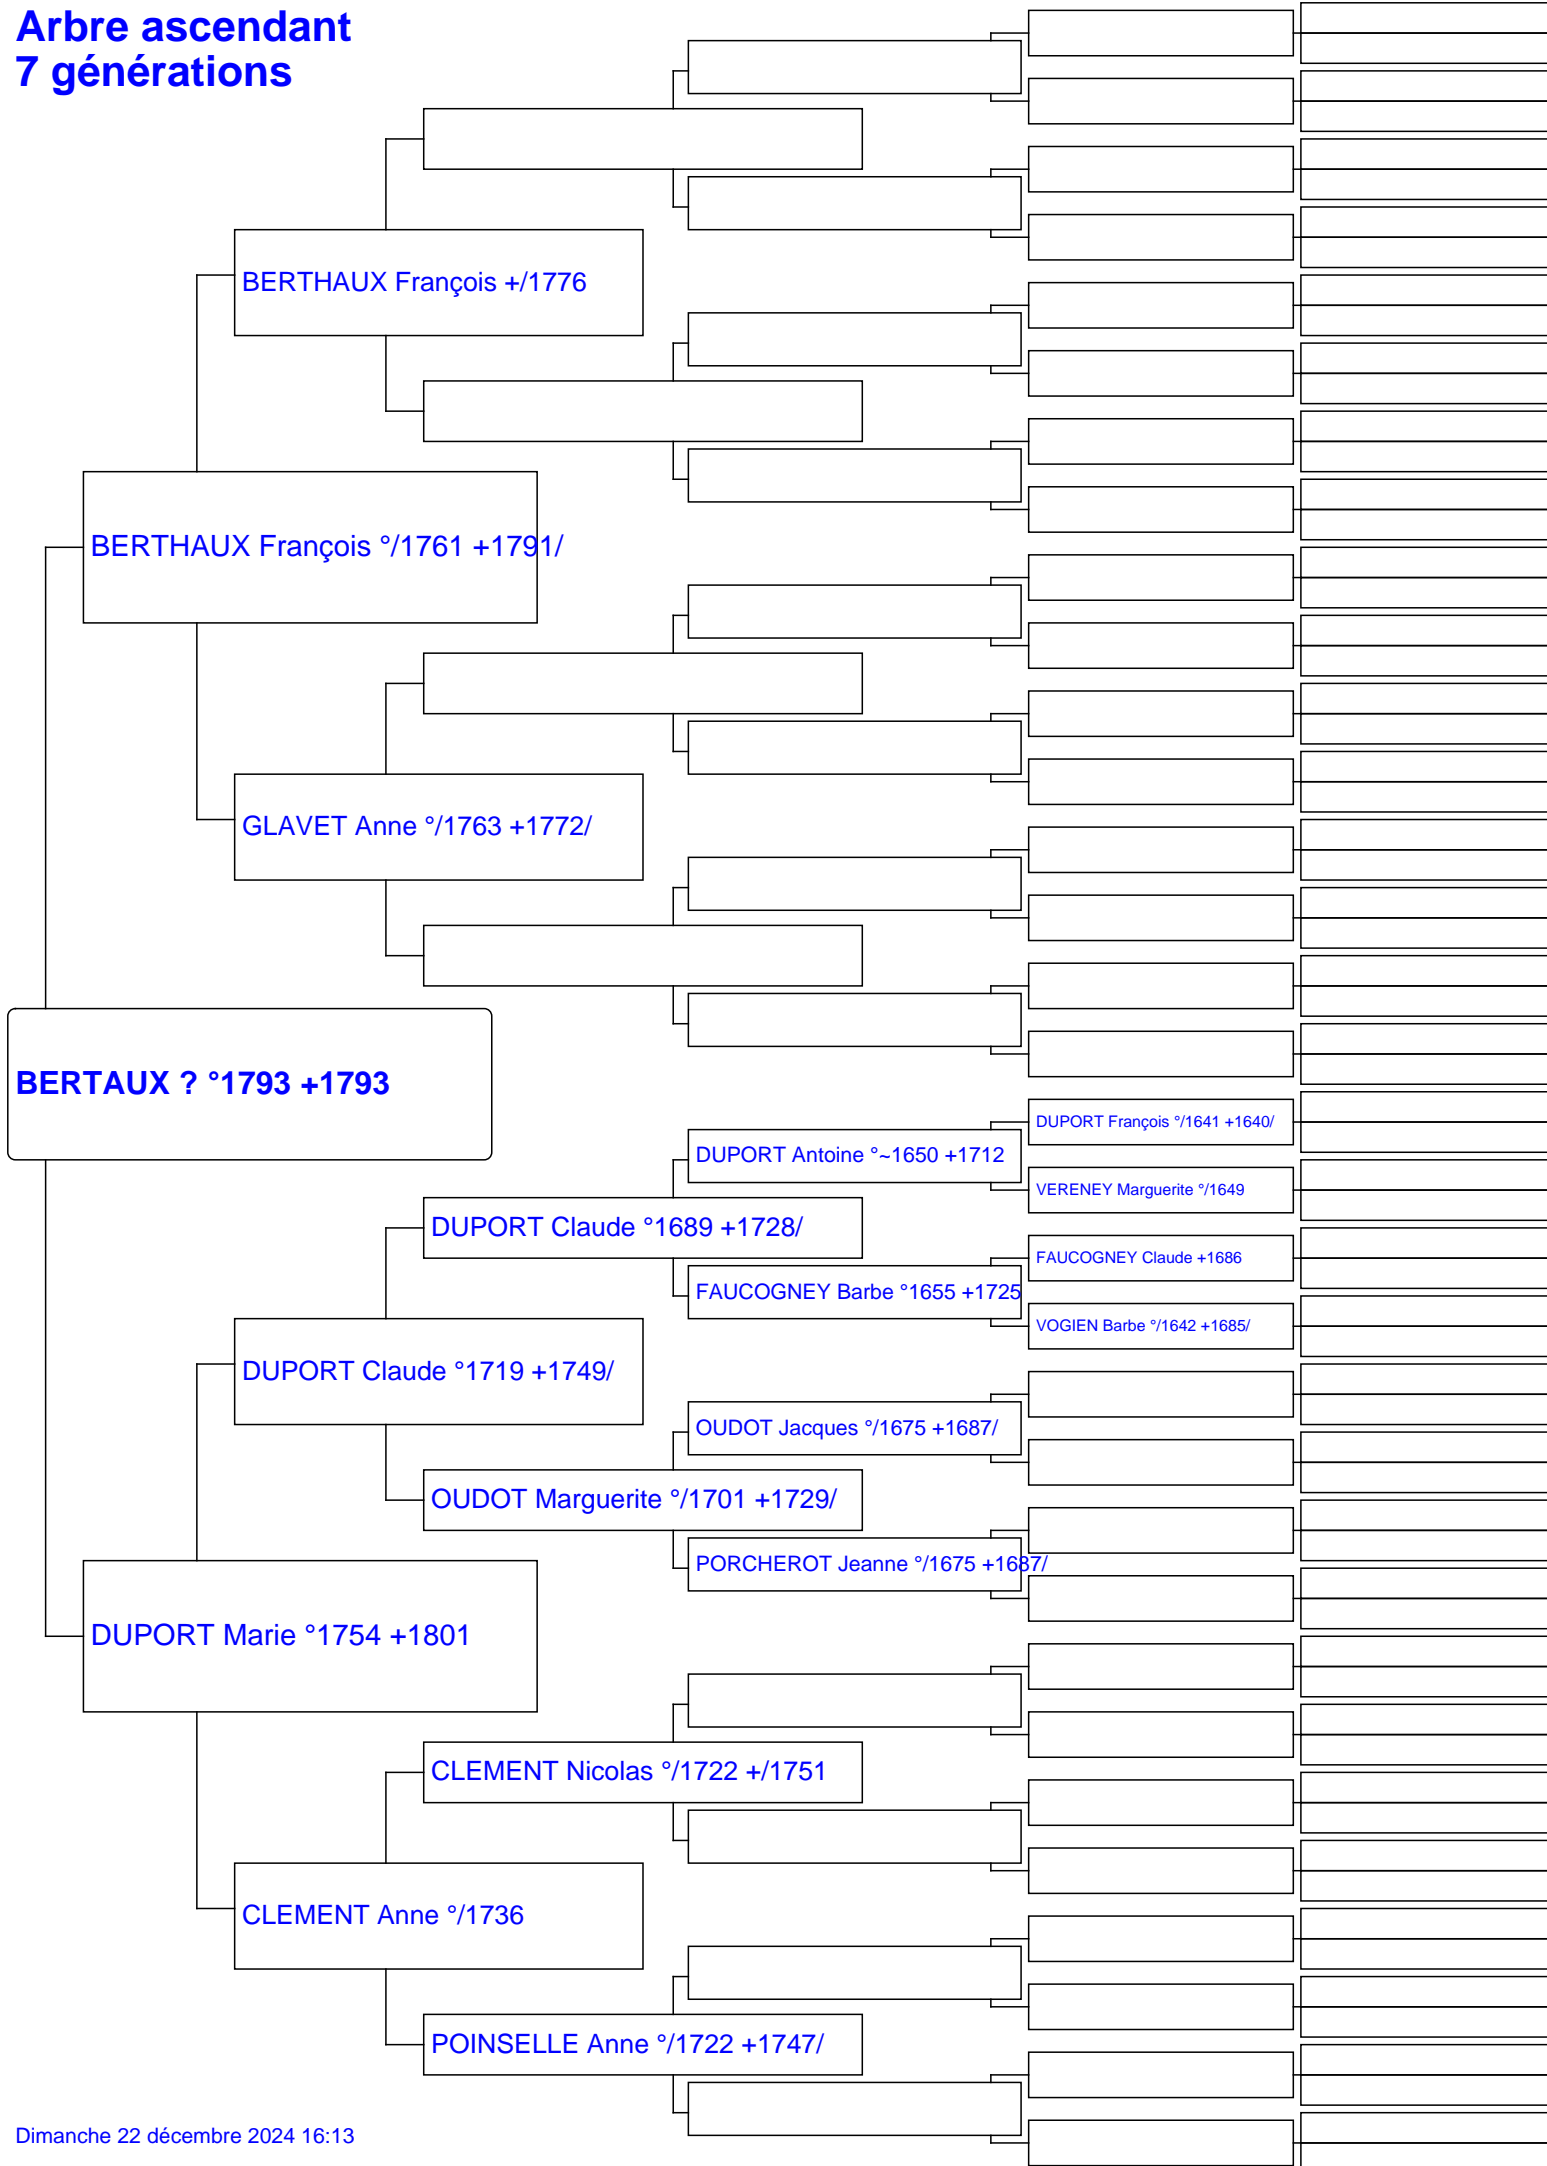 Arbre ascendant
7 générations
BERTHAUX François +/1776
BERTHAUX François °/1761 +1791/
GLAVET Anne °/1763 +1772/
BERTAUX ? °1793 +1793
DUPORT François °/1641 +1640/
DUPORT Antoine °~1650 +1712
VERENEY Marguerite °/1649
DUPORT Claude °1689 +1728/
FAUCOGNEY Claude +1686
FAUCOGNEY Barbe °1655 +1725
VOGIEN Barbe °/1642 +1685/
DUPORT Claude °1719 +1749/
OUDOT Jacques °/1675 +1687/
OUDOT Marguerite °/1701 +1729/
PORCHEROT Jeanne °/1675 +1687/
DUPORT Marie °1754 +1801
CLEMENT Nicolas °/1722 +/1751
CLEMENT Anne °/1736
POINSELLE Anne °/1722 +1747/
Dimanche 22 décembre 2024 16:13